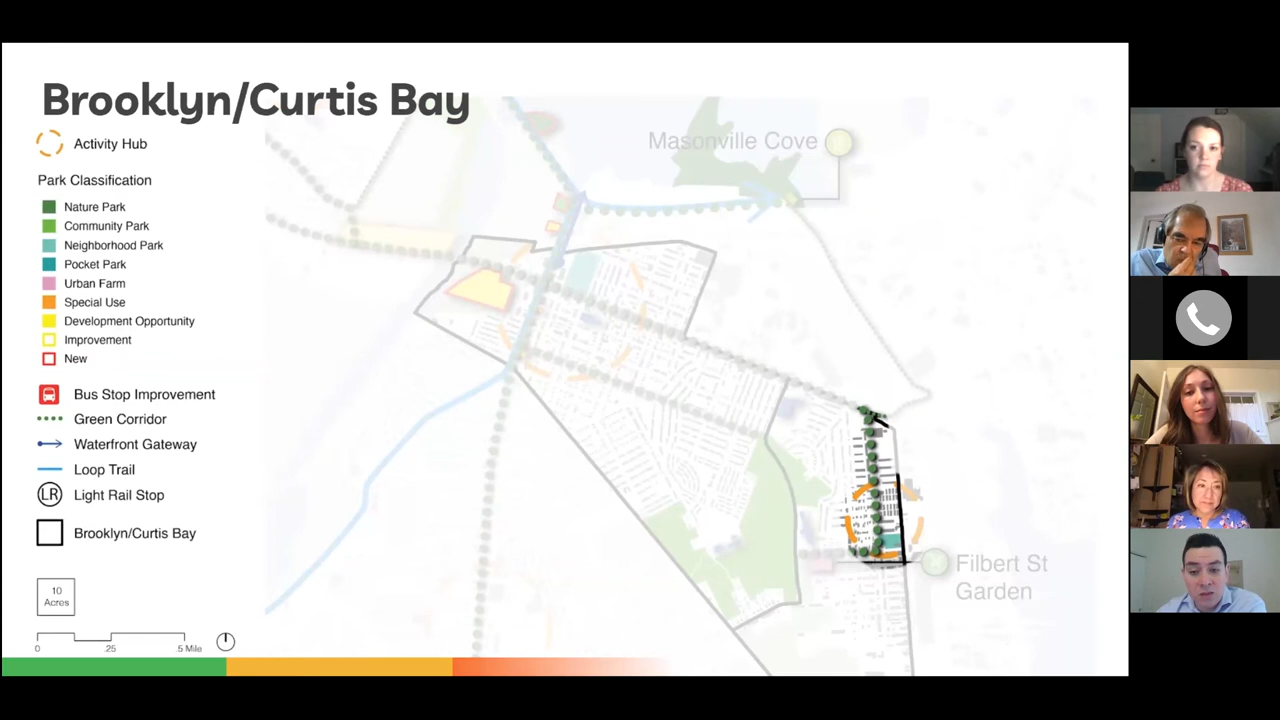 Brooklyn/Curtis Bay
Activity Hub
Park Classification
Nature Park
Community Park
Neighborhood Park
Pocket Park
Urban Farm
Special Use
Development Opportunity
Improvement
New
Bus Stop Improvement
Green Corridor
Waterfront Gateway
Loop Trail
LR Light Rail Stop
Brooklyn/Curtis Bay
10
Acres
0 .25 .5 Mile
Masonville Cove
Filbert St
Garden